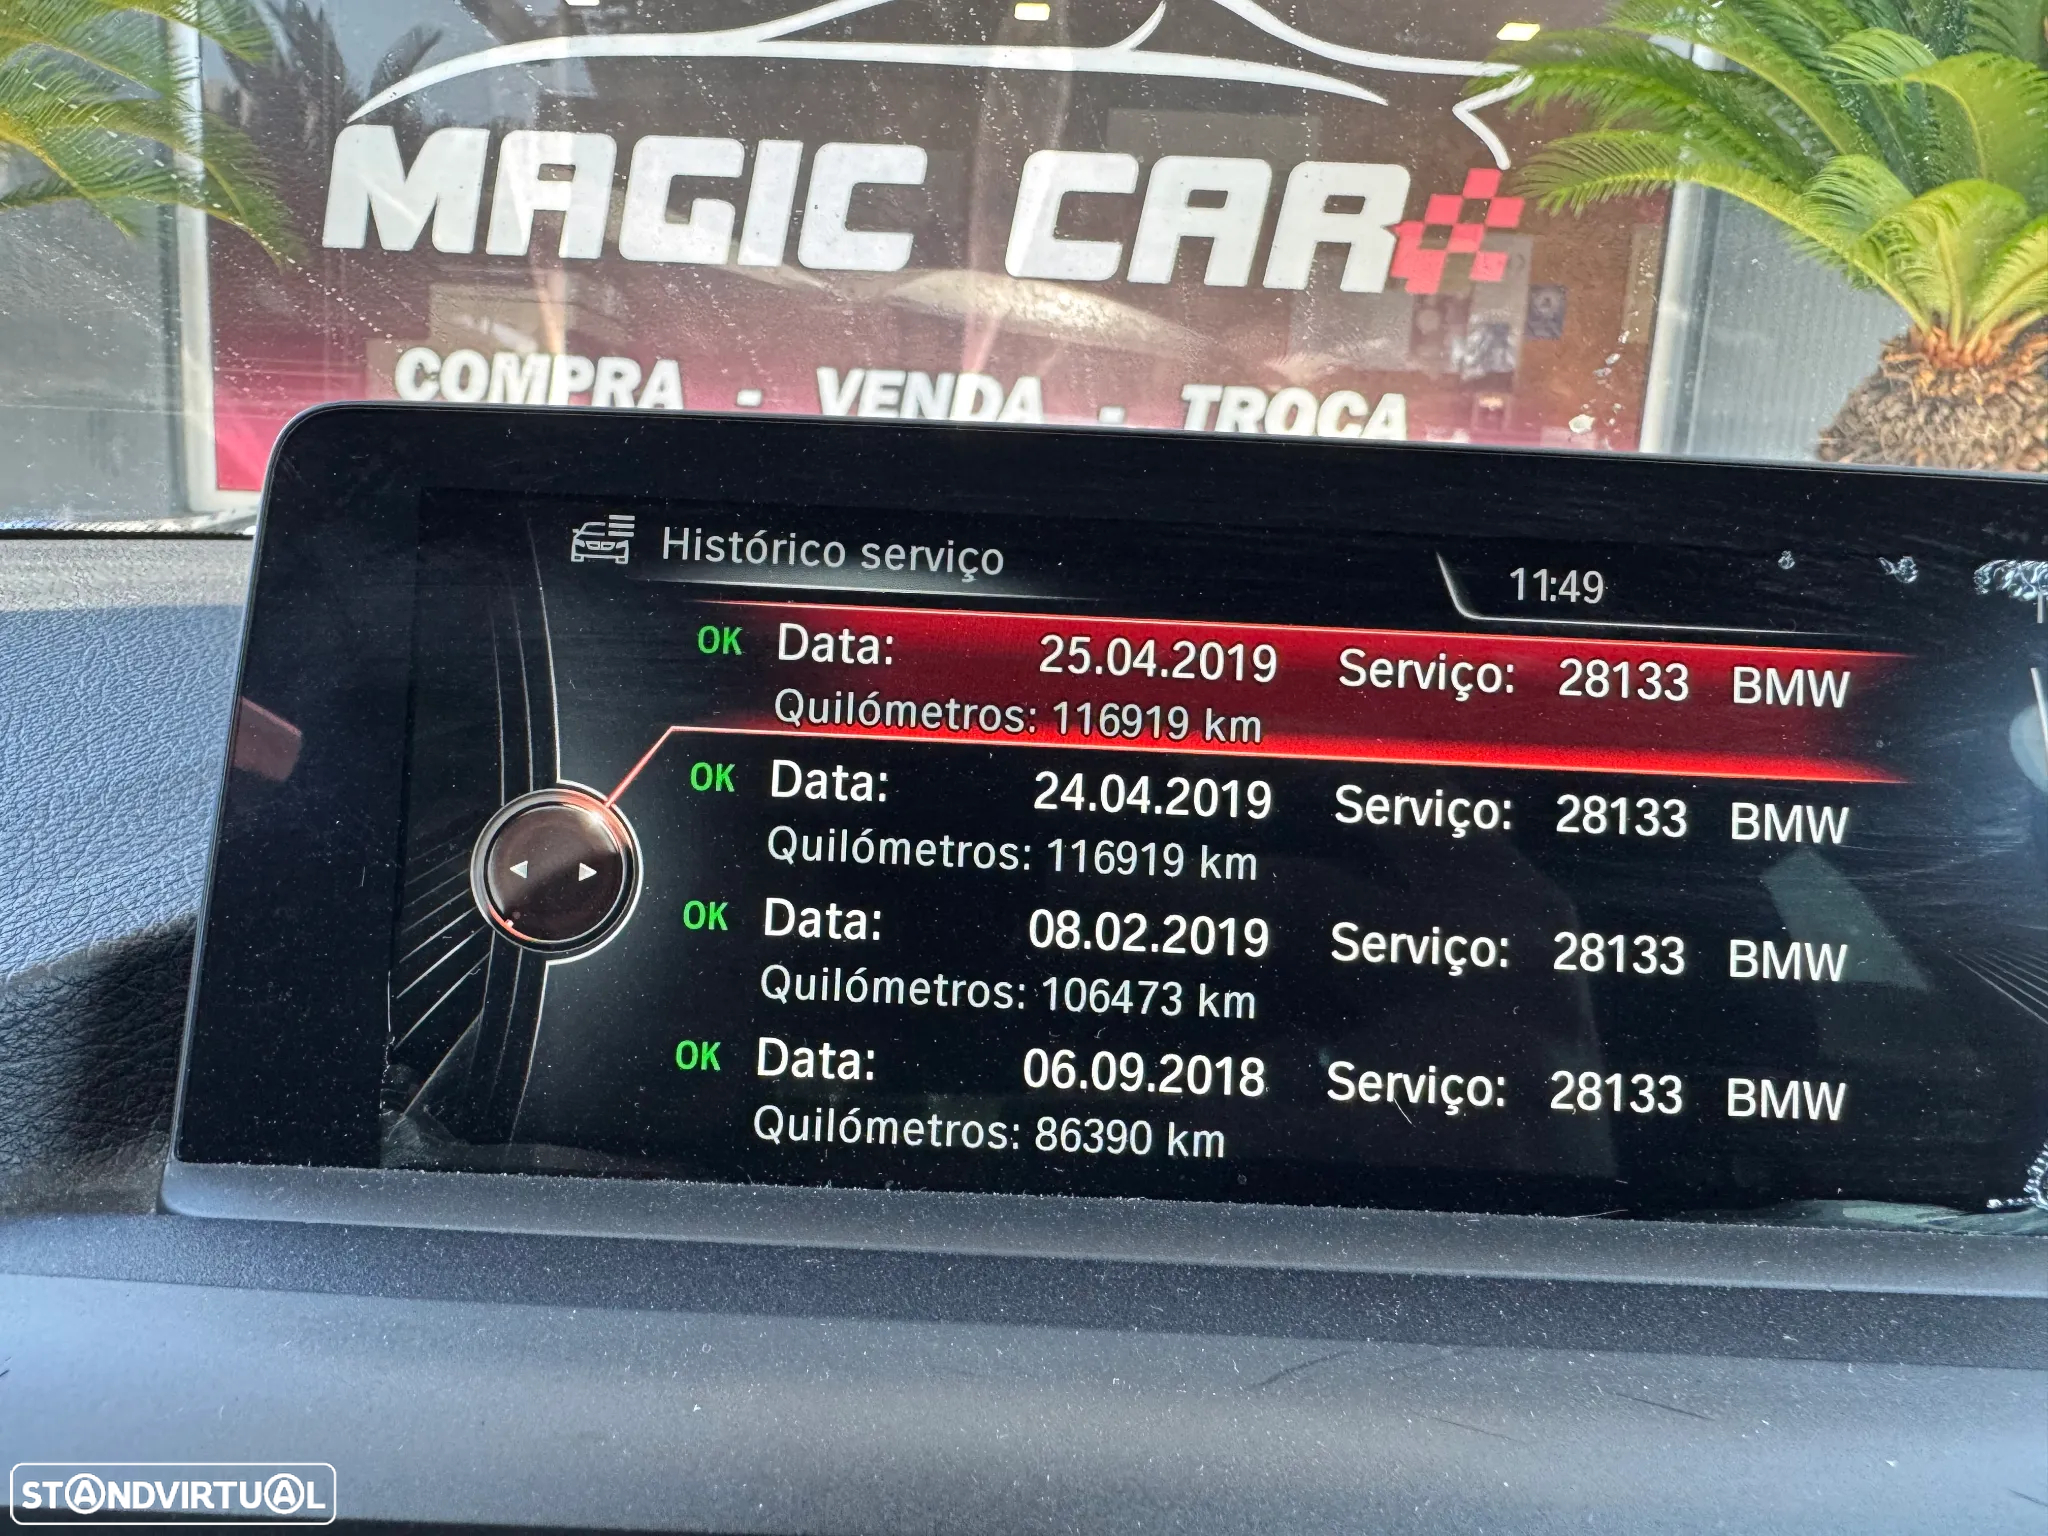 MAGIC CAR
COMPRA - VENDA - TROCA
Histórico serviço 11:49
OK Data: 25.04.2019 Serviço: 28133 BMW
Quilómetros: 116919 km
OK Data: 24.04.2019 Serviço: 28133 BMW
Quilómetros: 116919 km
OK Data: 08.02.2019 Serviço: 28133 BMW
Quilómetros: 106473 km
OK Data: 06.09.2018 Serviço: 28133 BMW
Quilómetros: 86390 km
STANDVIRTUAL